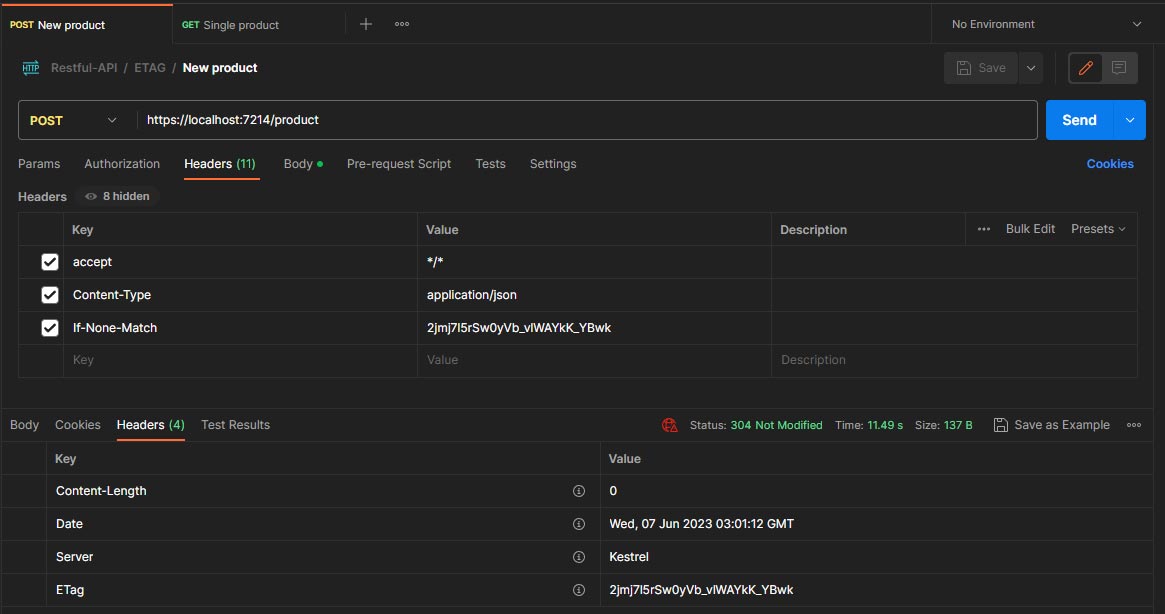 POST New product GET Single product No Environment
HTTP Restful-API / ETAG / New product Save
POST https://localhost:7214/product Send
Params Authorization Headers (11) Body Pre-request Script Tests Settings Cookies
Headers 8 hidden
Key Value Description Bulk Edit Presets
accept */*
Content-Type application/json
If-None-Match 2jmj7l5rSw0yVb_vlWAYkK_YBwk
Key Value Description
Body Cookies Headers (4) Test Results Status: 304 Not Modified Time: 11.49 s Size: 137 B Save as Example
Key Value
Content-Length 0
Date Wed, 07 Jun 2023 03:01:12 GMT
Server Kestrel
ETag 2jmj7l5rSw0yVb_vlWAYkK_YBwk